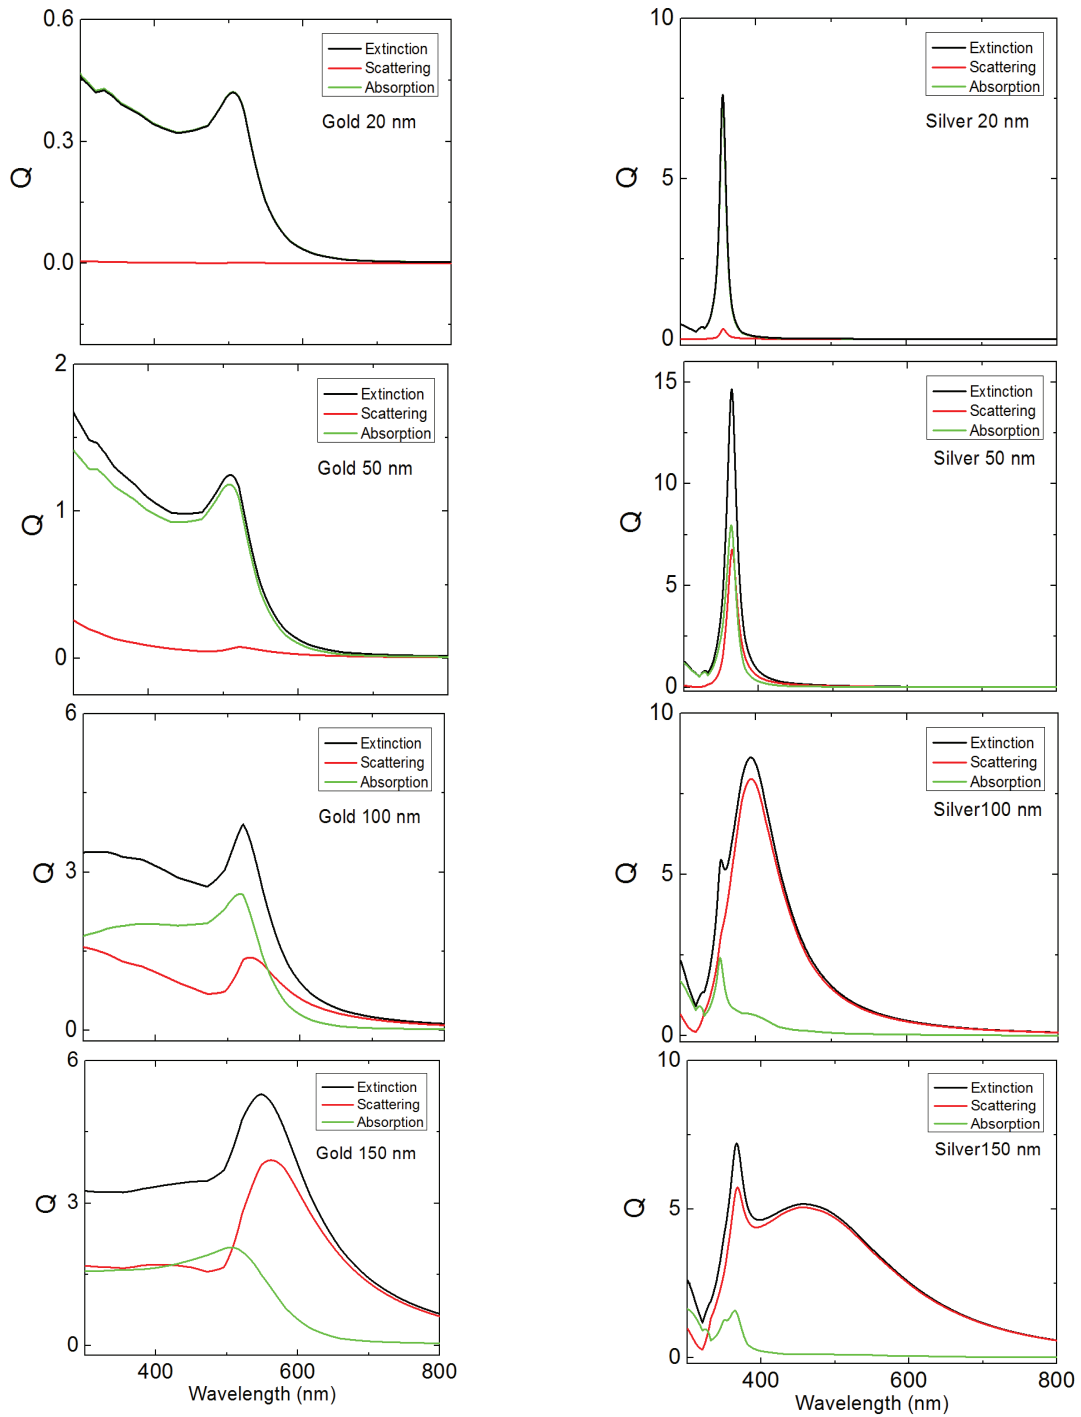 0.6
Extinction
Scattering
Absorption
Gold 20 nm
0.3
Q
0.0
10
Extinction
Scattering
Absorption
Silver 20 nm
5
Q
0
2
Extinction
Scattering
Absorption
Gold 50 nm
1
Q
0
15
Extinction
Scattering
Absorption
Silver 50 nm
10
Q
5
0
6
Extinction
Scattering
Absorption
Gold 100 nm
3
Q
0
10
Extinction
Scattering
Absorption
Silver100 nm
5
Q
0
6
Extinction
Scattering
Absorption
Gold 150 nm
3
Q
0
400 600 800
Wavelength (nm)
10
Extinction
Scattering
Absorption
Silver150 nm
5
Q
0
400 600 800
Wavelength (nm)